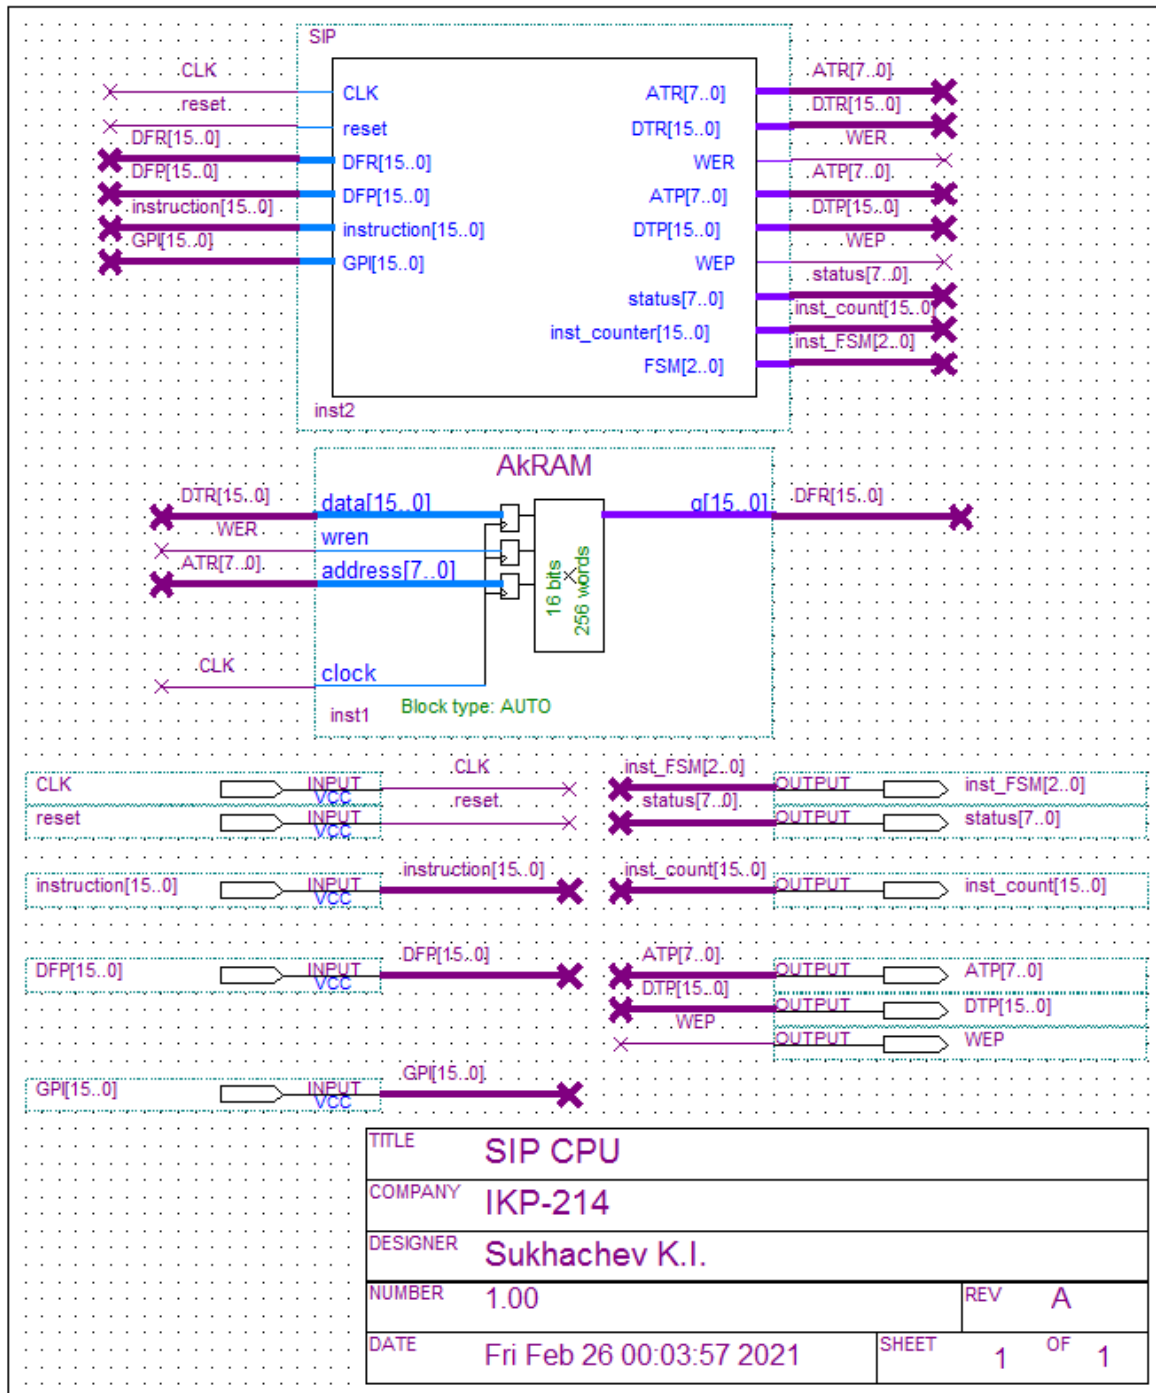 SIP
CLK CLK ATR[7..0] ATR[7..0]
reset reset DTR[15..0] DTR[15..0]
DFR[15..0] DFR[15..0] WER WER
DFP[15..0] DFP[15..0] ATP[7..0] ATP[7..0]
instruction[15..0] instruction[15..0] DTP[15..0] DTP[15..0]
GPI[15..0] GPI[15..0] WEP WEP
status[7..0] status[7..0]
inst_counter[15..0] inst_count[15..0]
FSM[2..0] inst_FSM[2..0]
inst2
AkRAM
DTR[15..0] data[15..0] q[15..0] DFR[15..0]
WER wren
ATR[7..0] address[7..0]
16 bits
256 words
CLK clock
Block type: AUTO
inst1
CLK INPUT VCC CLK inst_FSM[2..0] OUTPUT inst_FSM[2..0]
reset INPUT VCC reset status[7..0] OUTPUT status[7..0]
instruction[15..0] INPUT VCC instruction[15..0] inst_count[15..0] OUTPUT inst_count[15..0]
DFP[15..0] INPUT VCC DFP[15..0] ATP[7..0] OUTPUT ATP[7..0]
DTP[15..0] OUTPUT DTP[15..0]
WEP OUTPUT WEP
GPI[15..0] INPUT VCC GPI[15..0]
TITLE SIP CPU
COMPANY IKP-214
DESIGNER Sukhachev K.I.
NUMBER 1.00 REV A
DATE Fri Feb 26 00:03:57 2021 SHEET 1 OF 1